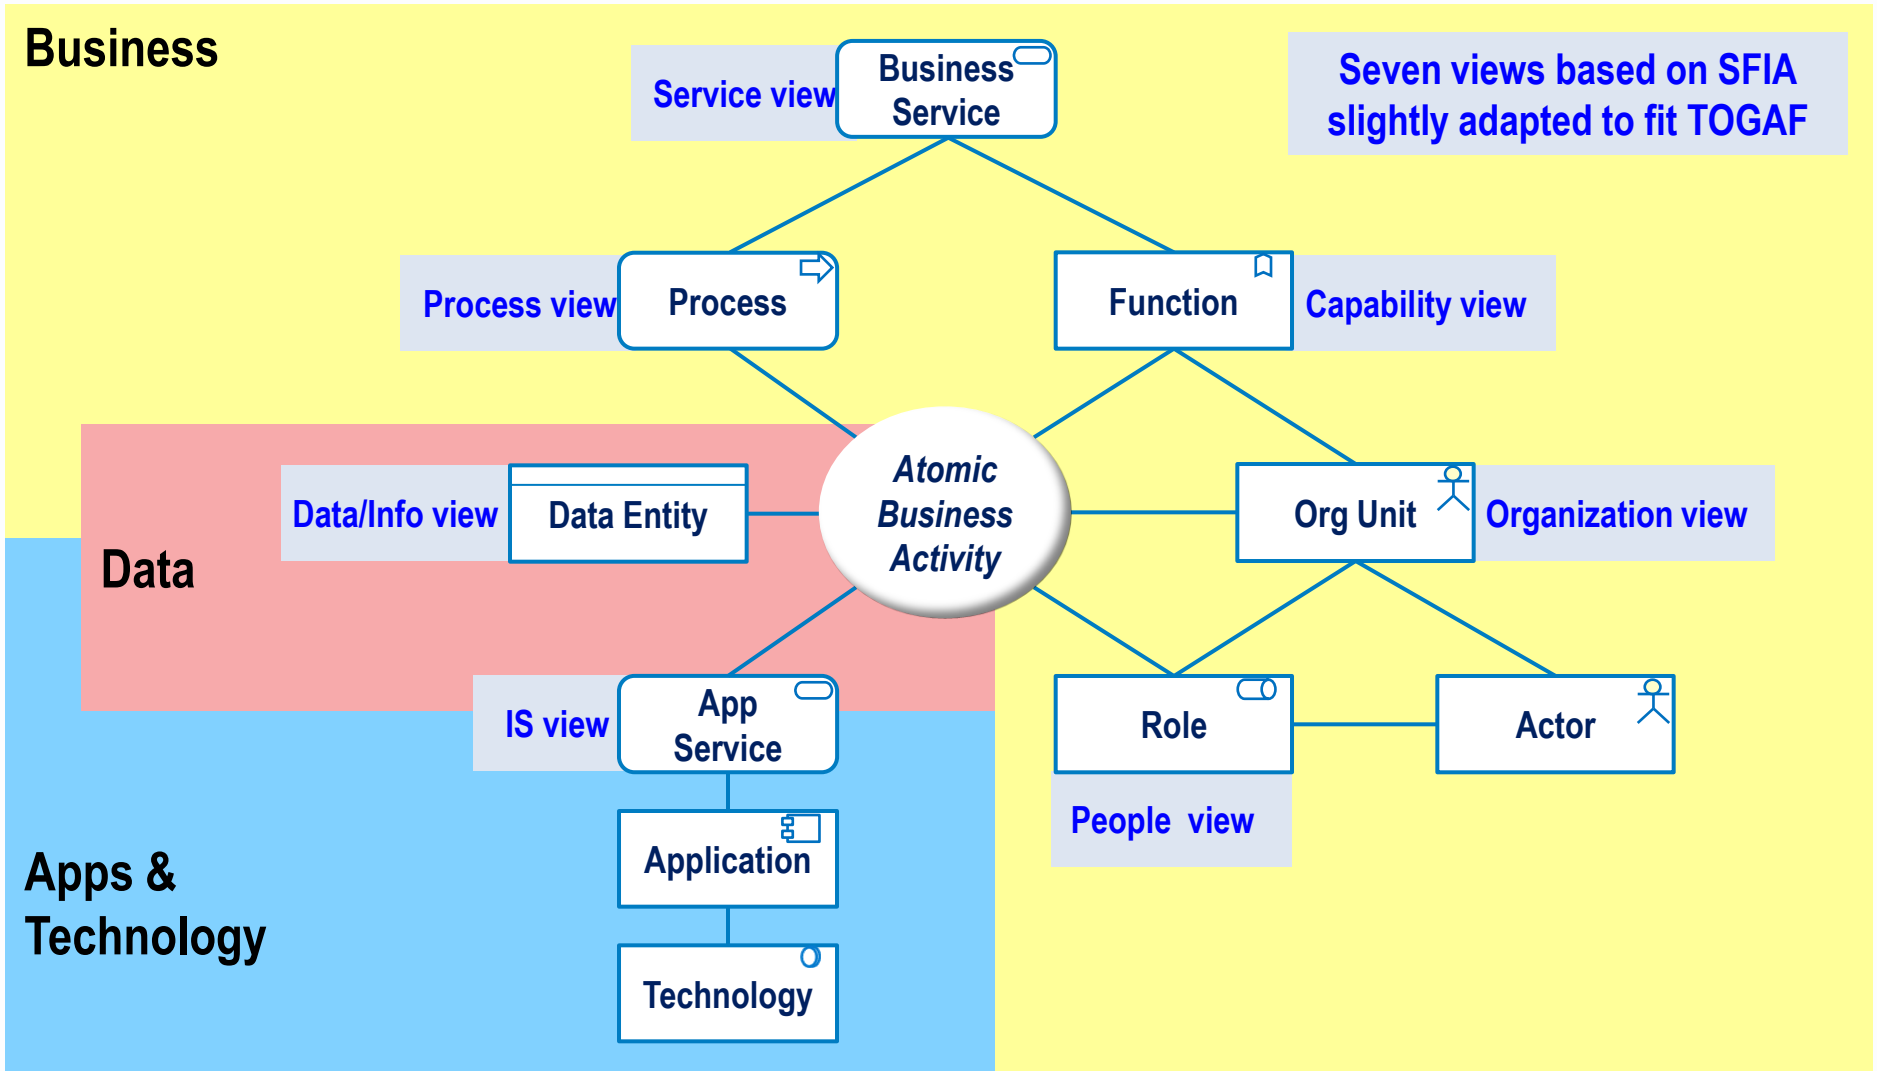 Business
Service view
Business
Service
Seven views based on SFIA
slightly adapted to fit TOGAF
Process view
Process
Function
Capability view
Data/Info view
Data Entity
Atomic
Business
Activity
Org Unit
Organization view
Data
IS view
App
Service
Role
Actor
People view
Application
Apps &
Technology
Technology